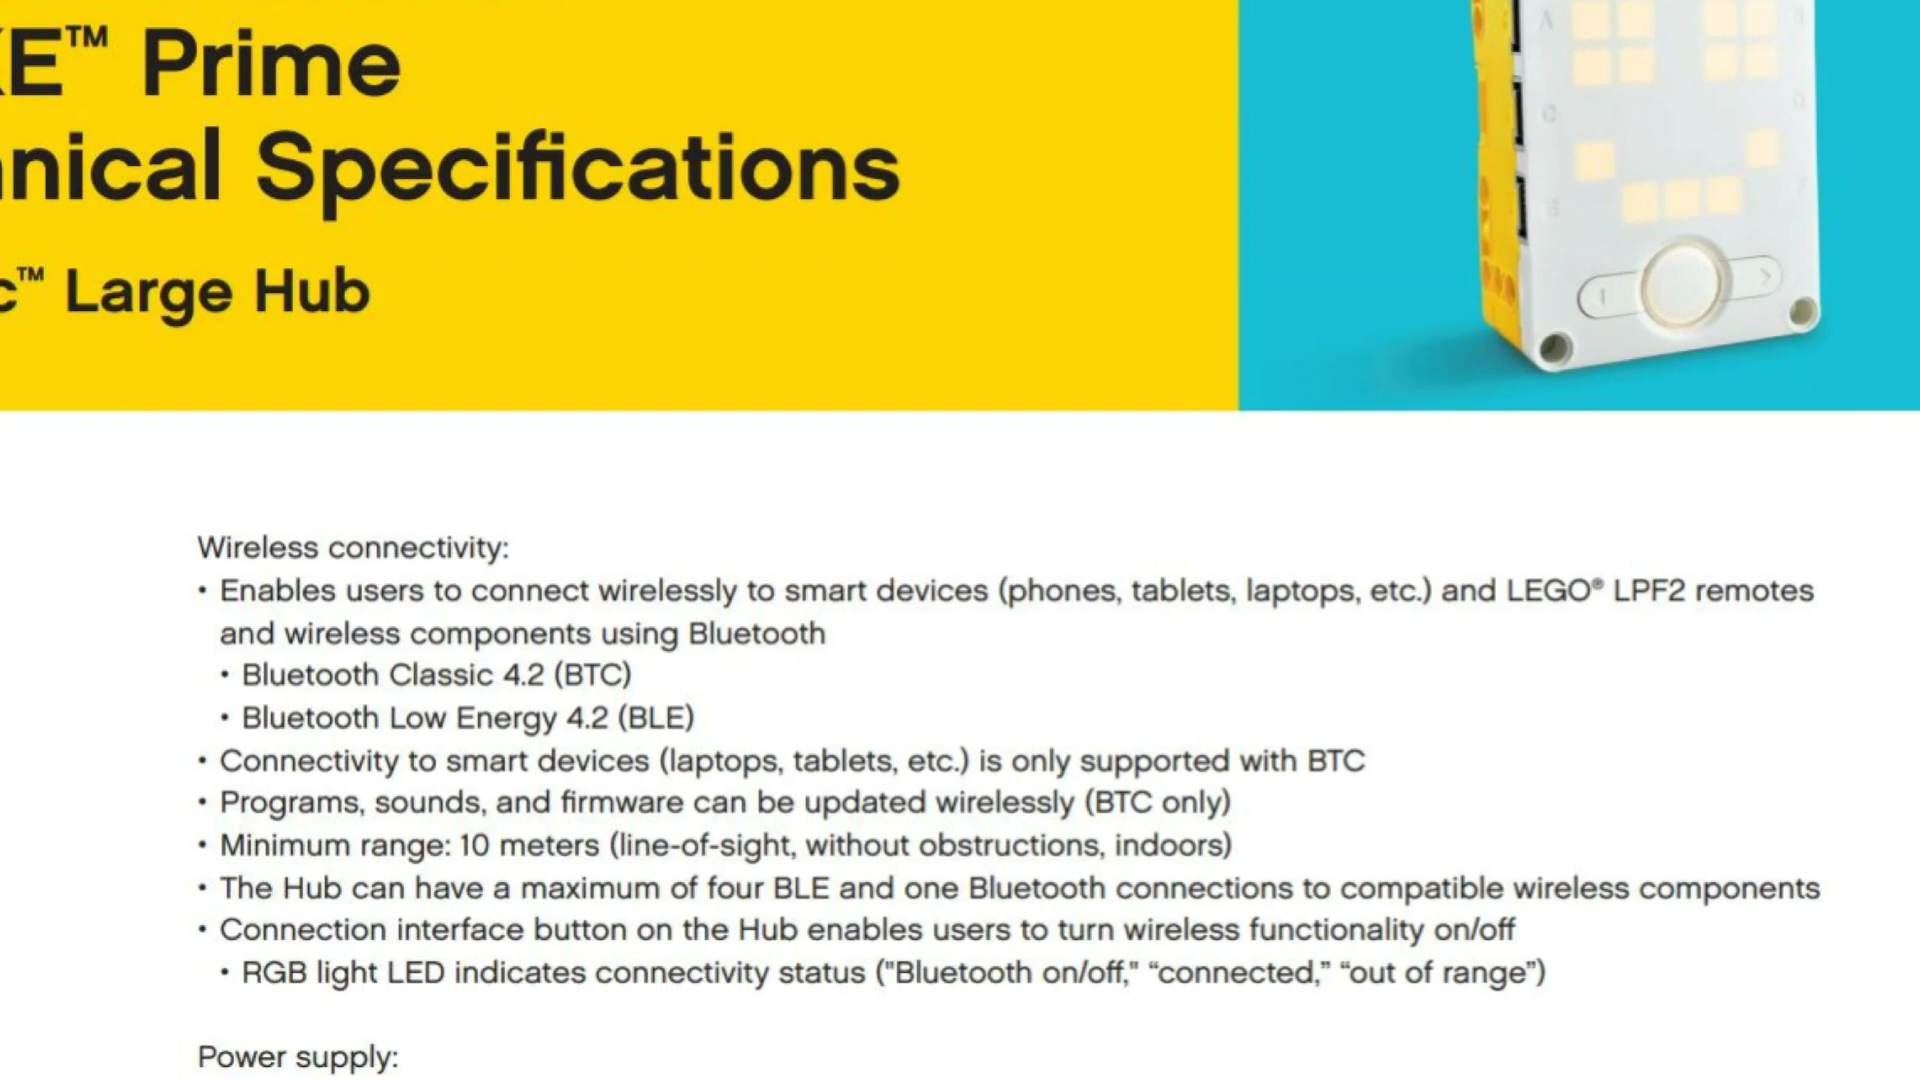 E™ Prime
nical Specifications
c™ Large Hub
A
C
E
Wireless connectivity:
• Enables users to connect wirelessly to smart devices (phones, tablets, laptops, etc.) and LEGO® LPF2 remotes
and wireless components using Bluetooth
• Bluetooth Classic 4.2 (BTC)
• Bluetooth Low Energy 4.2 (BLE)
• Connectivity to smart devices (laptops, tablets, etc.) is only supported with BTC
• Programs, sounds, and firmware can be updated wirelessly (BTC only)
• Minimum range: 10 meters (line-of-sight, without obstructions, indoors)
• The Hub can have a maximum of four BLE and one Bluetooth connections to compatible wireless components
• Connection interface button on the Hub enables users to turn wireless functionality on/off
• RGB light LED indicates connectivity status ("Bluetooth on/off," “connected,” “out of range”)
Power supply: